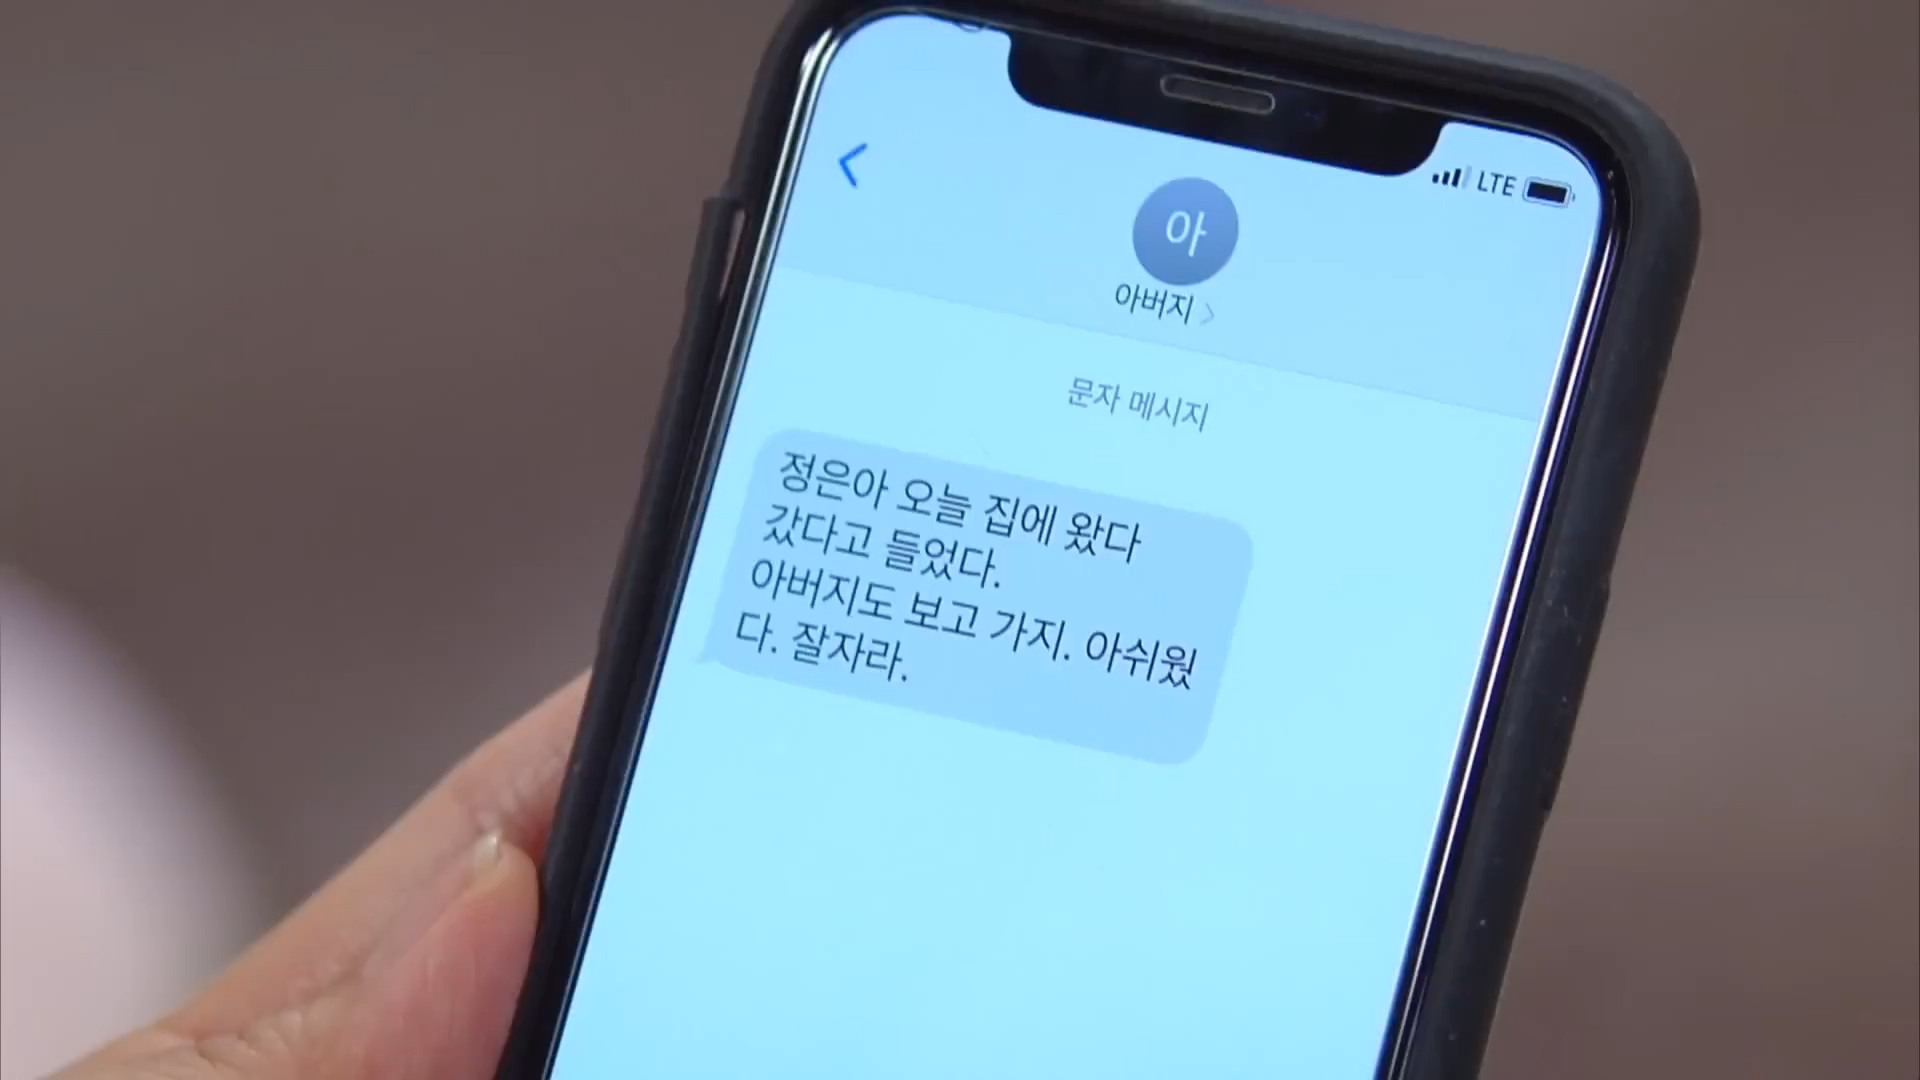 LTE
아
아버지
문자 메시지
정은아 오늘 집에 왔다
갔다고 들었다.
아버지도 보고 가지. 아쉬웠
다. 잘자라.